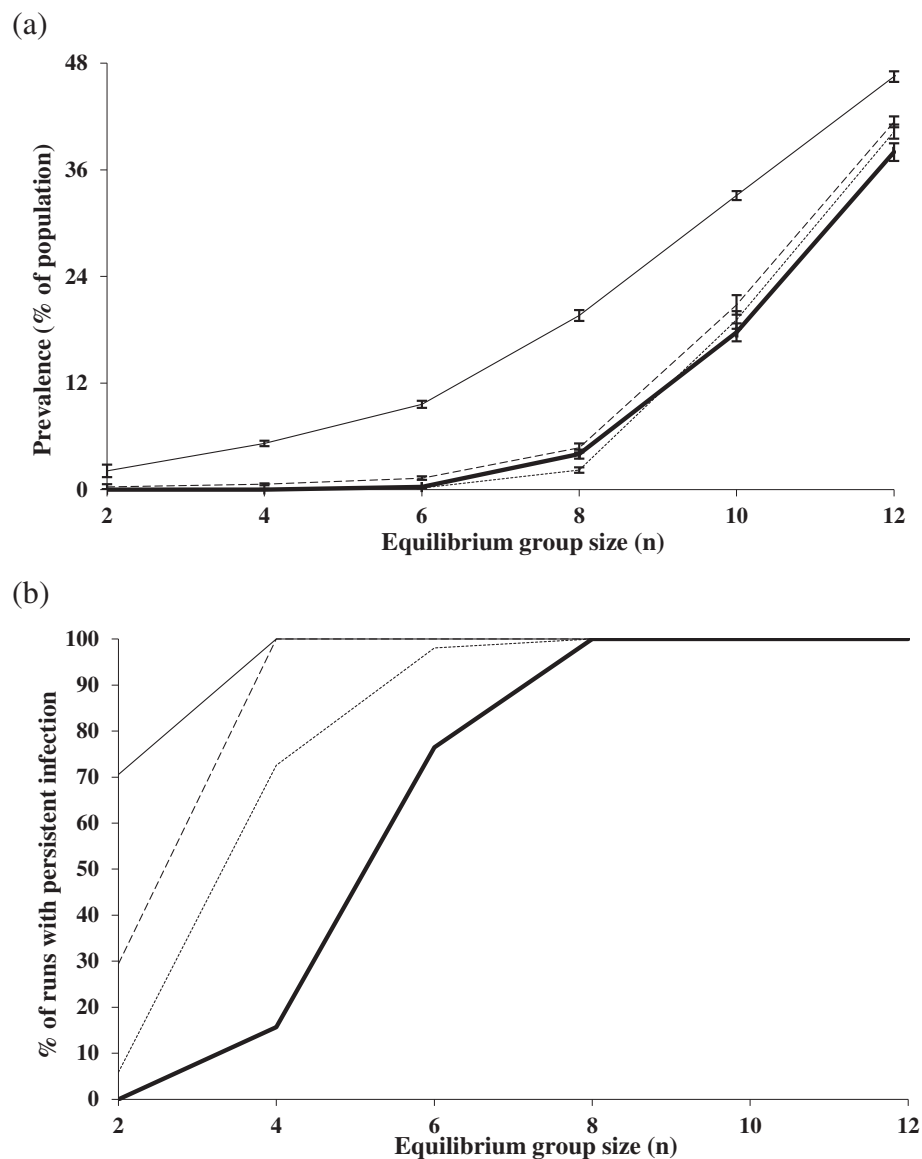 (a)
48
36
24
12
0
Prevalence (% of population)
2 4 6 8 10 12
Equilibrium group size (n)
(b)
100
90
80
70
60
50
40
30
20
10
0
% of runs with persistent infection
2 4 6 8 10 12
Equilibrium group size (n)